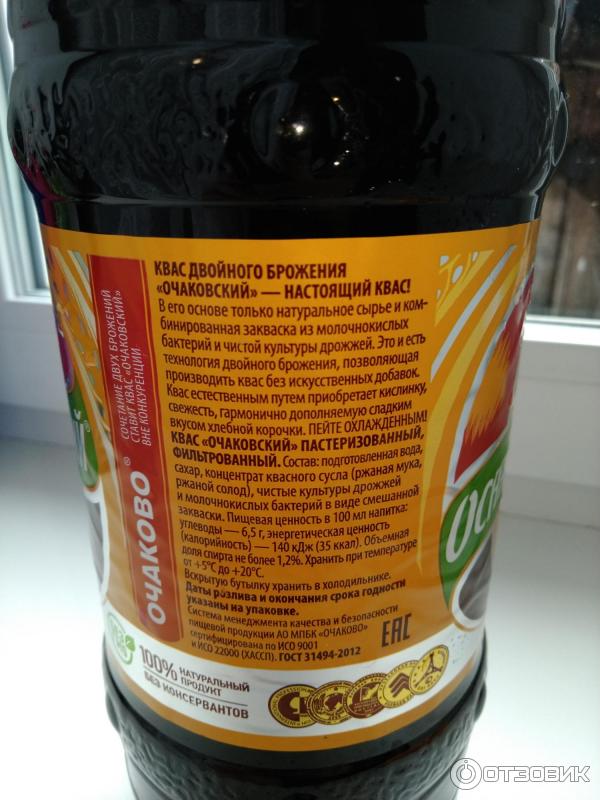 КВАС ДВОЙНОГО БРОЖЕНИЯ
«ОЧАКОВСКИЙ» — НАСТОЯЩИЙ КВАС!
В его основе только натуральное сырье и ком-
бинированная закваска из молочнокислых
бактерий и чистой культуры дрожжей. Это и есть
технология двойного брожения, позволяющая
производить квас без искусственных добавок.
Квас естественным путем приобретает кислинку,
свежесть, гармонично дополняемую сладким
вкусом хлебной корочки. ПЕЙТЕ ОХЛАЖДЕННЫМ!
КВАС «ОЧАКОВСКИЙ» ПАСТЕРИЗОВАННЫЙ,
ФИЛЬТРОВАННЫЙ. Состав: подготовленная вода,
сахар, концентрат квасного сусла (ржаная мука,
ржаной солод), чистые культуры дрожжей
и молочнокислых бактерий в виде смешанной
закваски. Пищевая ценность в 100 мл напитка:
углеводы — 6,5 г, энергетическая ценность
(калорийность) — 140 кДж (35 ккал). Объемная
доля спирта не более 1,2%. Хранить при температуре
от +5°С до +20°С.
Вскрытую бутылку хранить в холодильнике.
Даты розлива и окончания срока годности
указаны на упаковке.
Система менеджмента качества и безопасности
пищевой продукции АО МПБК «ОЧАКОВО»
сертифицирована по ИСО 9001
и ИСО 22000 (ХАССП). ГОСТ 31494-2012
EAC
ОЧАКОВО®
СОЧЕТАНИЕ ДВУХ БРОЖЕНИЙ
СТАВИТ КВАС «ОЧАКОВСКИЙ»
ВНЕ КОНКУРЕНЦИИ
100% НАТУРАЛЬНЫЙ
ПРОДУКТ
БЕЗ КОНСЕРВАНТОВ
ОТЗОВИК